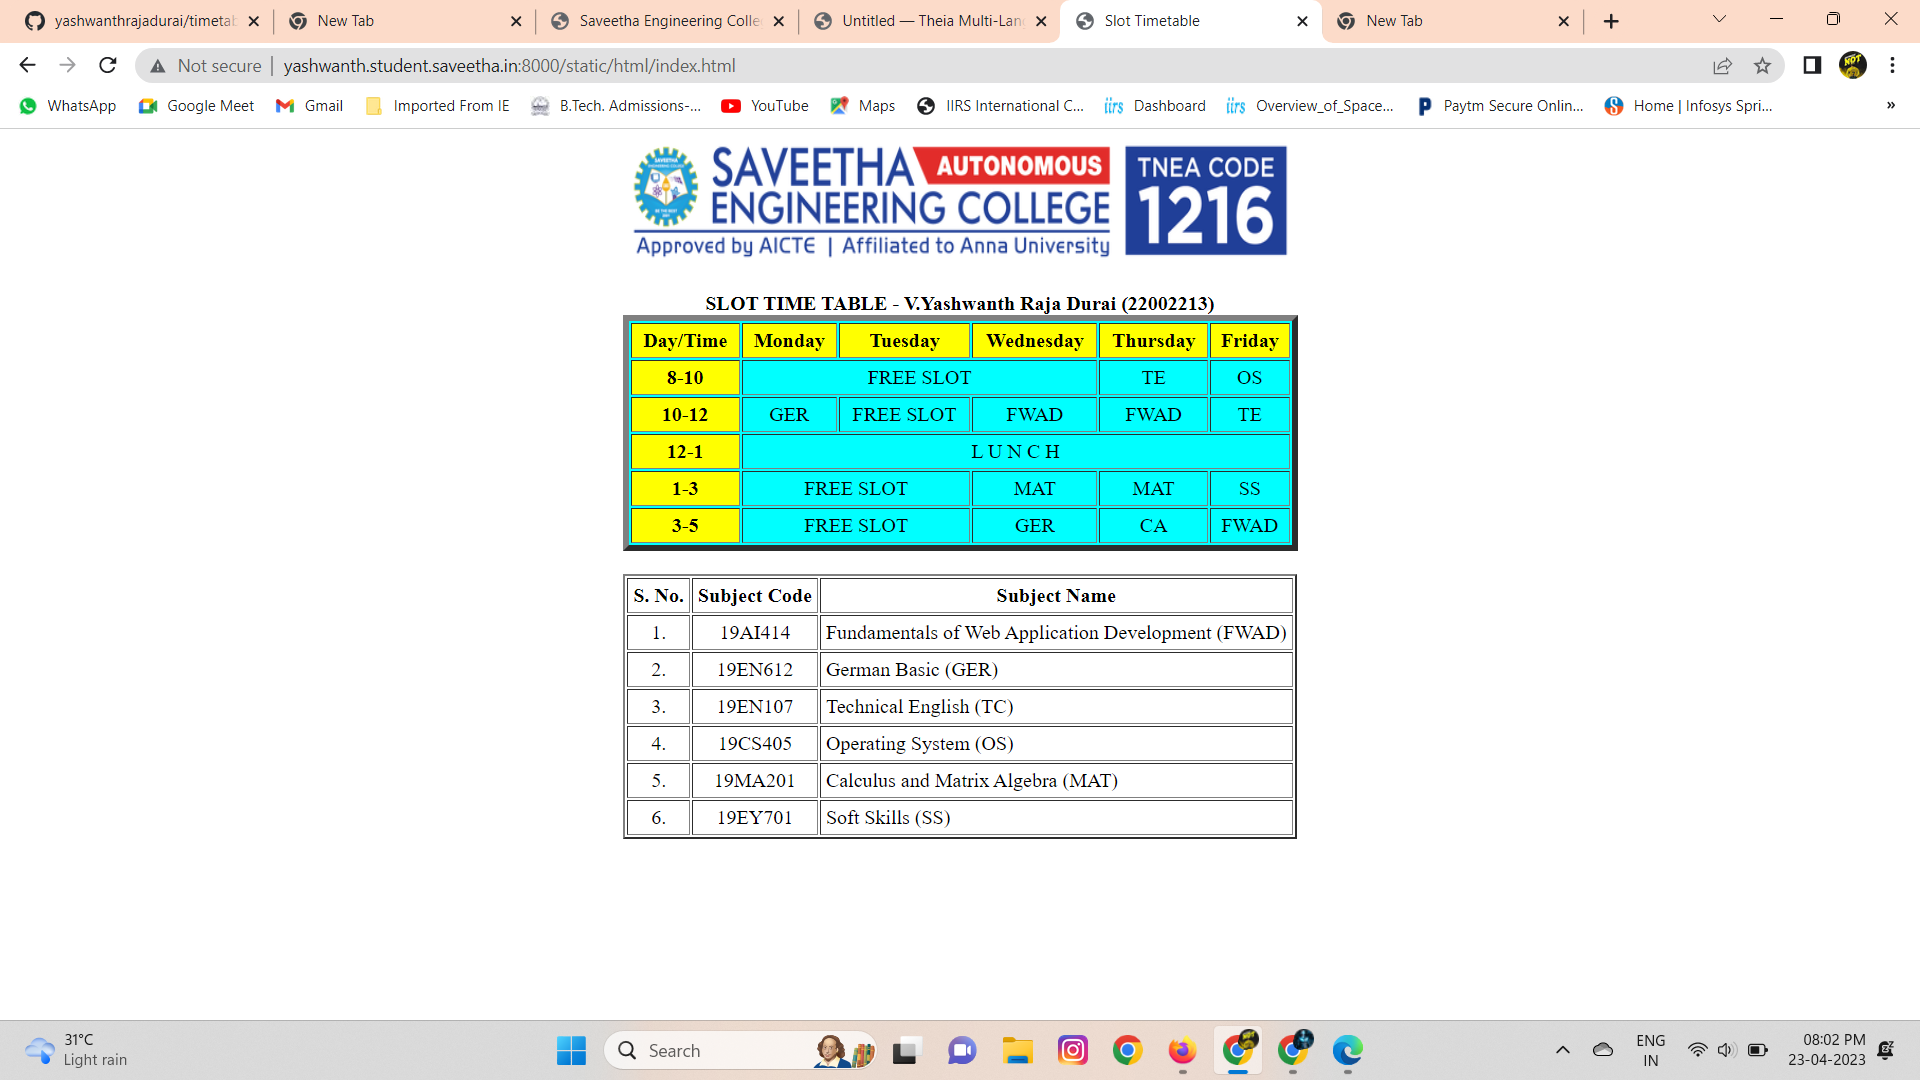 yashwanthrajadurai/timetab
New Tab
Saveetha Engineering Colle
Untitled — Theia Multi-Lang
Slot Timetable
New Tab
Not secure | yashwanth.student.saveetha.in:8000/static/html/index.html
WhatsApp
Google Meet
Gmail
Imported From IE
B.Tech. Admissions-...
YouTube
Maps
IIRS International C...
iirs Dashboard
iirs Overview_of_Space...
Paytm Secure Onlin...
Home | Infosys Spri...
»
SAVEETHA AUTONOMOUS
ENGINEERING COLLEGE
Approved by AICTE | Affiliated to Anna University
TNEA CODE
1216
SLOT TIME TABLE - V.Yashwanth Raja Durai (22002213)
Day/Time Monday Tuesday Wednesday Thursday Friday
8-10 FREE SLOT TE OS
10-12 GER FREE SLOT FWAD FWAD TE
12-1 L U N C H
1-3 FREE SLOT MAT MAT SS
3-5 FREE SLOT GER CA FWAD
S. No. Subject Code Subject Name
1. 19AI414 Fundamentals of Web Application Development (FWAD)
2. 19EN612 German Basic (GER)
3. 19EN107 Technical English (TC)
4. 19CS405 Operating System (OS)
5. 19MA201 Calculus and Matrix Algebra (MAT)
6. 19EY701 Soft Skills (SS)
31°C
Light rain
Search
ENG
IN
08:02 PM
23-04-2023